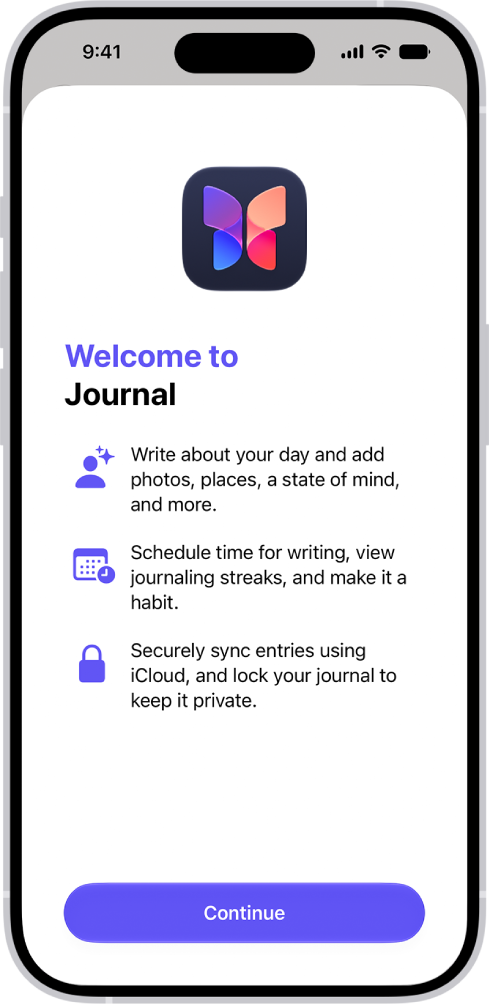 9:41
Welcome to
Journal
Write about your day and add
photos, places, a state of mind,
and more.
Schedule time for writing, view
journaling streaks, and make it a
habit.
Securely sync entries using
iCloud, and lock your journal to
keep it private.
Continue